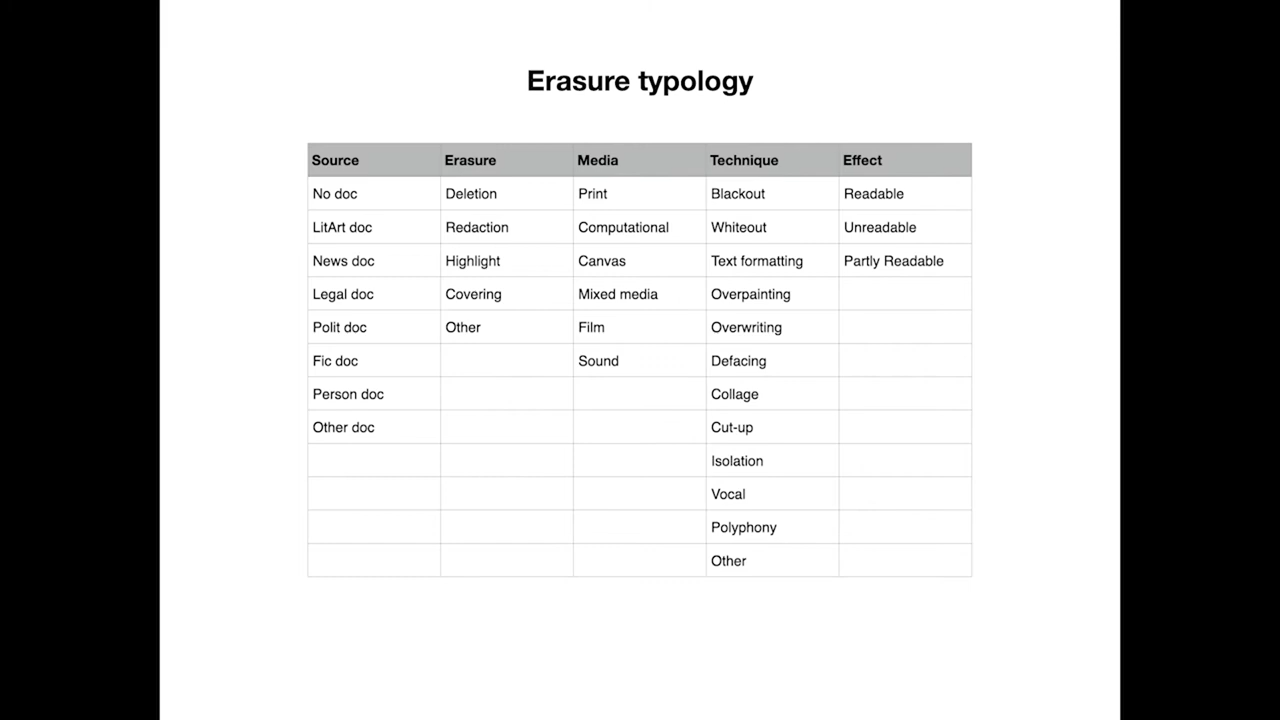 Erasure typology
Source Erasure Media Technique Effect
No doc Deletion Print Blackout Readable
LitArt doc Redaction Computational Whiteout Unreadable
News doc Highlight Canvas Text formatting Partly Readable
Legal doc Covering Mixed media Overpainting
Polit doc Other Film Overwriting
Fic doc Sound Defacing
Person doc Collage
Other doc Cut-up
Isolation
Vocal
Polyphony
Other